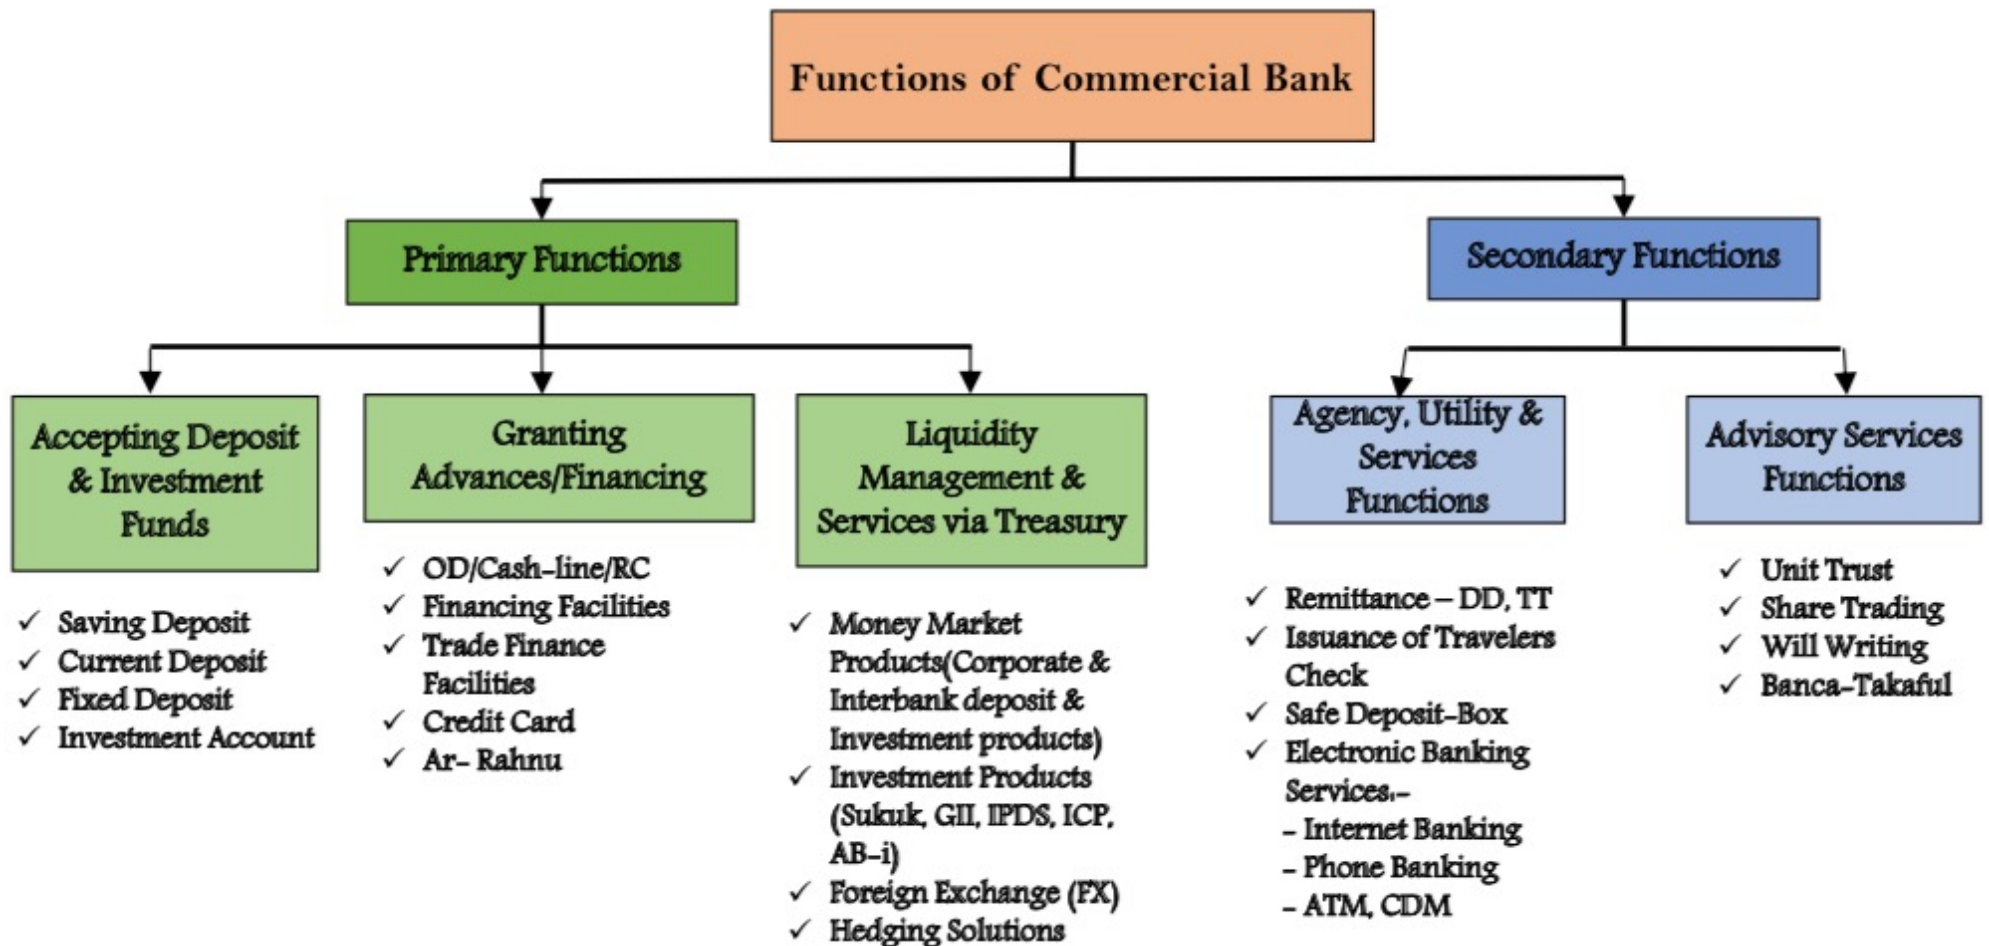 Functions of Commercial Bank
Primary Functions
Secondary Functions
Accepting Deposit
& Investment
Funds
✓ Saving Deposit
✓ Current Deposit
✓ Fixed Deposit
✓ Investment Account
Granting
Advances/Financing
✓ OD/Cash-line/RC
✓ Financing Facilities
✓ Trade Finance
Facilities
✓ Credit Card
✓ Ar- Rahnu
Liquidity
Management &
Services via Treasury
✓ Money Market
Products(Corporate &
Interbank deposit &
Investment products)
✓ Investment Products
(Sukuk, GII, IPDS, ICP,
AB-i)
✓ Foreign Exchange (FX)
✓ Hedging Solutions
Agency, Utility &
Services
Functions
✓ Remittance – DD, TT
✓ Issuance of Travelers
Check
✓ Safe Deposit-Box
✓ Electronic Banking
Services:-
- Internet Banking
- Phone Banking
- ATM, CDM
Advisory Services
Functions
✓ Unit Trust
✓ Share Trading
✓ Will Writing
✓ Banca-Takaful